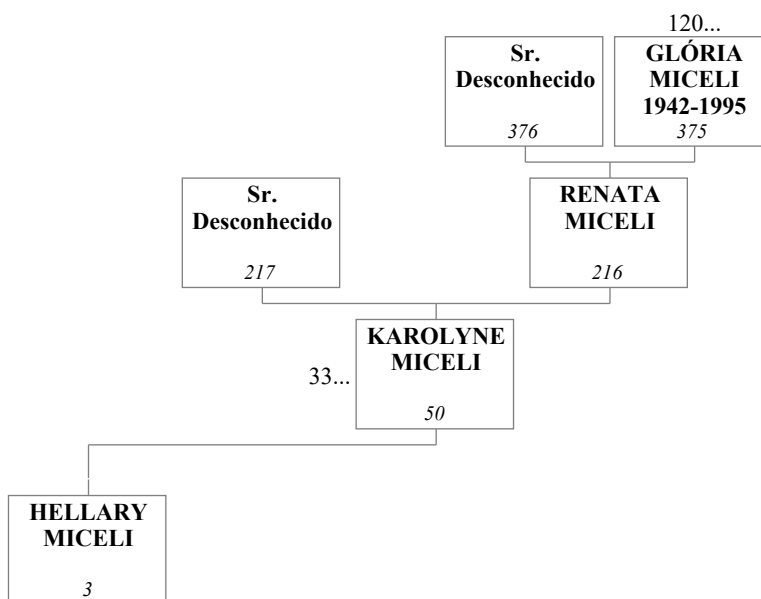 120...
Sr.
Desconhecido
376
GLÓRIA
MICELI
1942-1995
375
Sr.
Desconhecido
217
RENATA
MICELI
216
33...
KAROLYNE
MICELI
50
HELLARY
MICELI
3